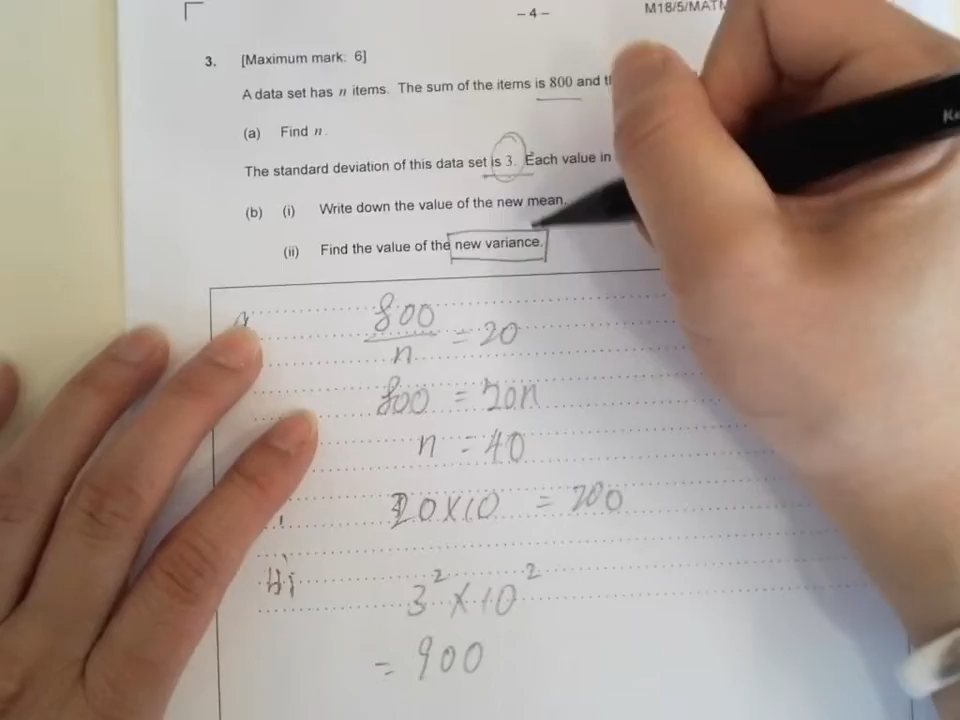 – 4 –
M18/5/MATM
3. [Maximum mark: 6]
A data set has n items. The sum of the items is 800 and
(a) Find n.
The standard deviation of this data set is 3. Each value in
(b) (i) Write down the value of the new mean.
(ii) Find the value of the new variance.
800
n
= 20
800 = 20n
n = 40
20 × 10 = 200
ii 3² × 10²
= 900